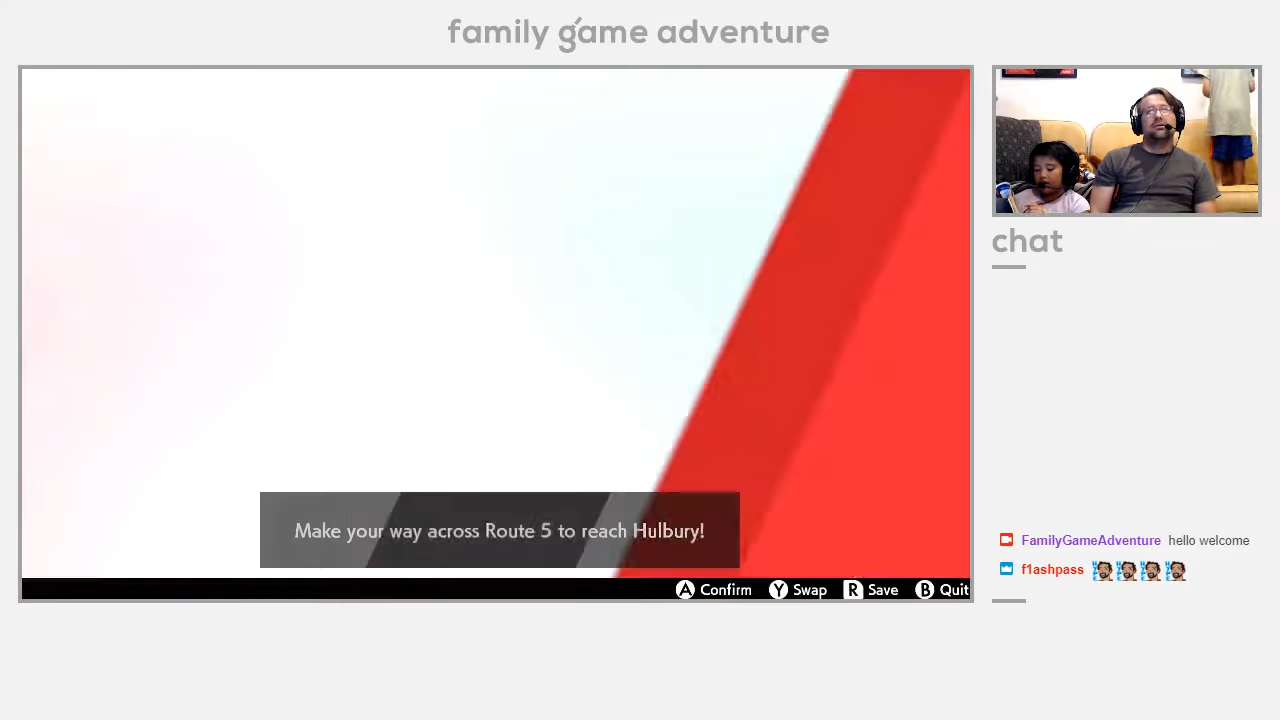 family game adventure
chat
Make your way across Route 5 to reach Hulbury!
A Confirm Y Swap R Save B Quit
FamilyGameAdventure hello welcome
f1ashpass